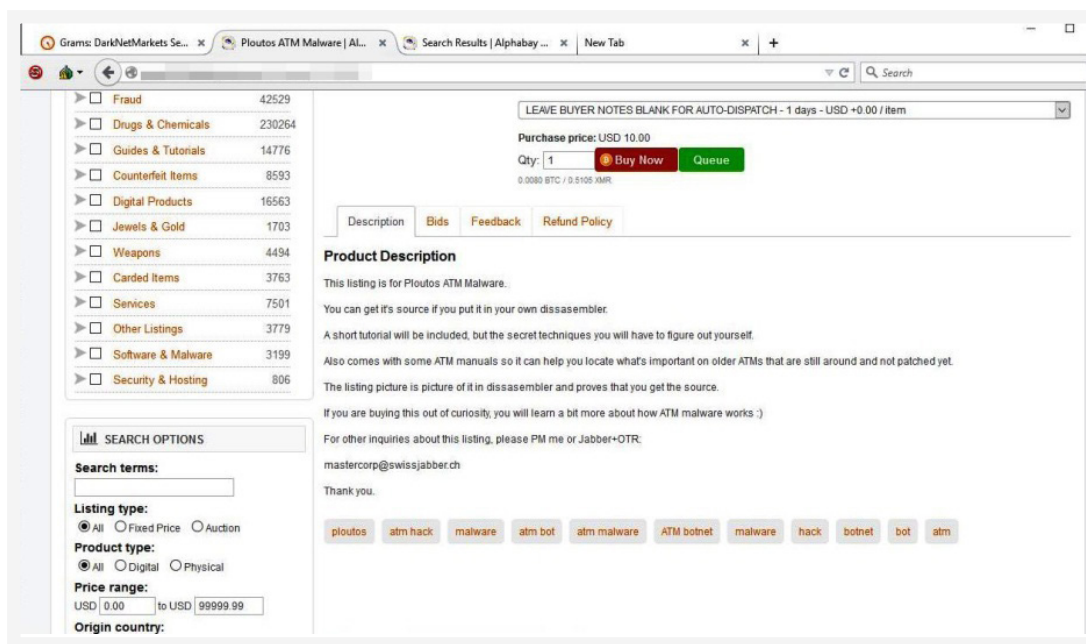 Grams: DarkNetMarkets Se...
Ploutos ATM Malware | Al...
Search Results | Alphabay ...
New Tab
Search
Fraud 42529
Drugs & Chemicals 230264
Guides & Tutorials 14776
Counterfeit Items 8593
Digital Products 16563
Jewels & Gold 1703
Weapons 4494
Carded Items 3763
Services 7501
Other Listings 3779
Software & Malware 3199
Security & Hosting 806
SEARCH OPTIONS
Search terms:
Listing type:
All Fixed Price Auction
Product type:
All Digital Physical
Price range:
USD 0.00 to USD 99999.99
Origin country:
LEAVE BUYER NOTES BLANK FOR AUTO-DISPATCH - 1 days - USD +0.00 / item
Purchase price: USD 10.00
Qty: 1 Buy Now Queue
0.0080 BTC / 0.5105 XMR
Description Bids Feedback Refund Policy
Product Description
This listing is for Ploutos ATM Malware.
You can get it's source if you put it in your own dissasembler.
A short tutorial will be included, but the secret techniques you will have to figure out yourself.
Also comes with some ATM manuals so it can help you locate what's important on older ATMs that are still around and not patched yet.
The listing picture is picture of it in dissasembler and proves that you get the source.
If you are buying this out of curiosity, you will learn a bit more about how ATM malware works :)
For other inquiries about this listing, please PM me or Jabber+OTR:
mastercorp@swissjabber.ch
Thank you.
ploutos atm hack malware atm bot atm malware ATM botnet malware hack botnet bot atm